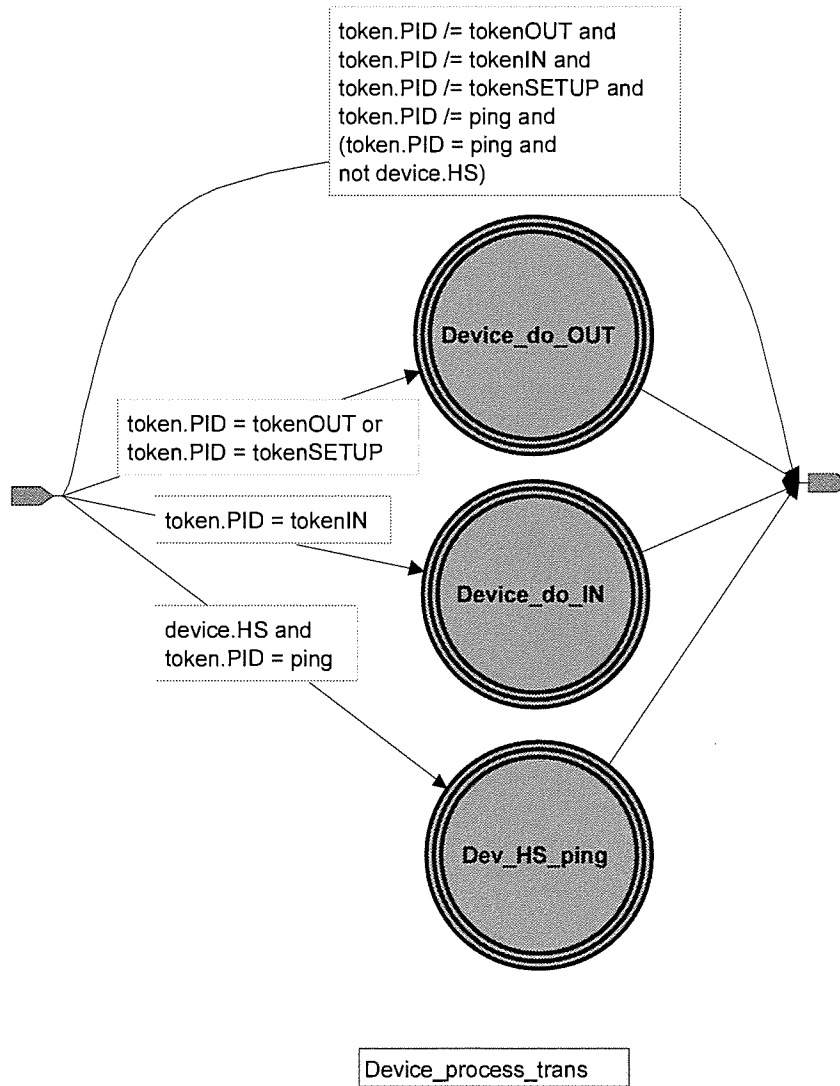 token.PID /= tokenOUT and
token.PID /= tokenIN and
token.PID /= tokenSETUP and
token.PID /= ping and
(token.PID = ping and
not device.HS)
Device_do_OUT
token.PID = tokenOUT or
token.PID = tokenSETUP
token.PID = tokenIN
Device_do_IN
device.HS and
token.PID = ping
Dev_HS_ping
Device_process_trans